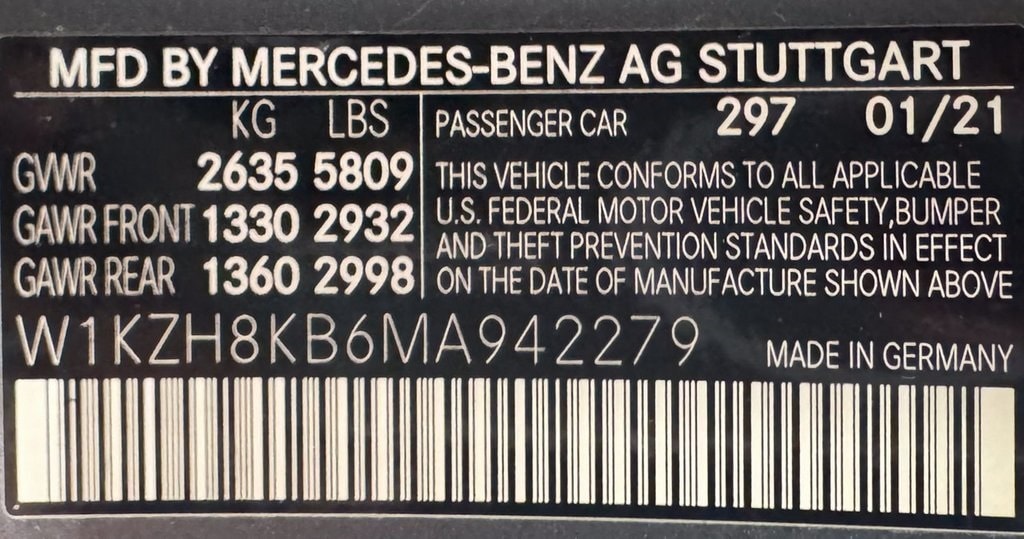 MFD BY MERCEDES-BENZ AG STUTTGART
KG LBS
GVWR 2635 5809
GAWR FRONT 1330 2932
GAWR REAR 1360 2998
PASSENGER CAR 297 01/21
THIS VEHICLE CONFORMS TO ALL APPLICABLE
U.S. FEDERAL MOTOR VEHICLE SAFETY,BUMPER
AND THEFT PREVENTION STANDARDS IN EFFECT
ON THE DATE OF MANUFACTURE SHOWN ABOVE
W1KZH8KB6MA942279
MADE IN GERMANY